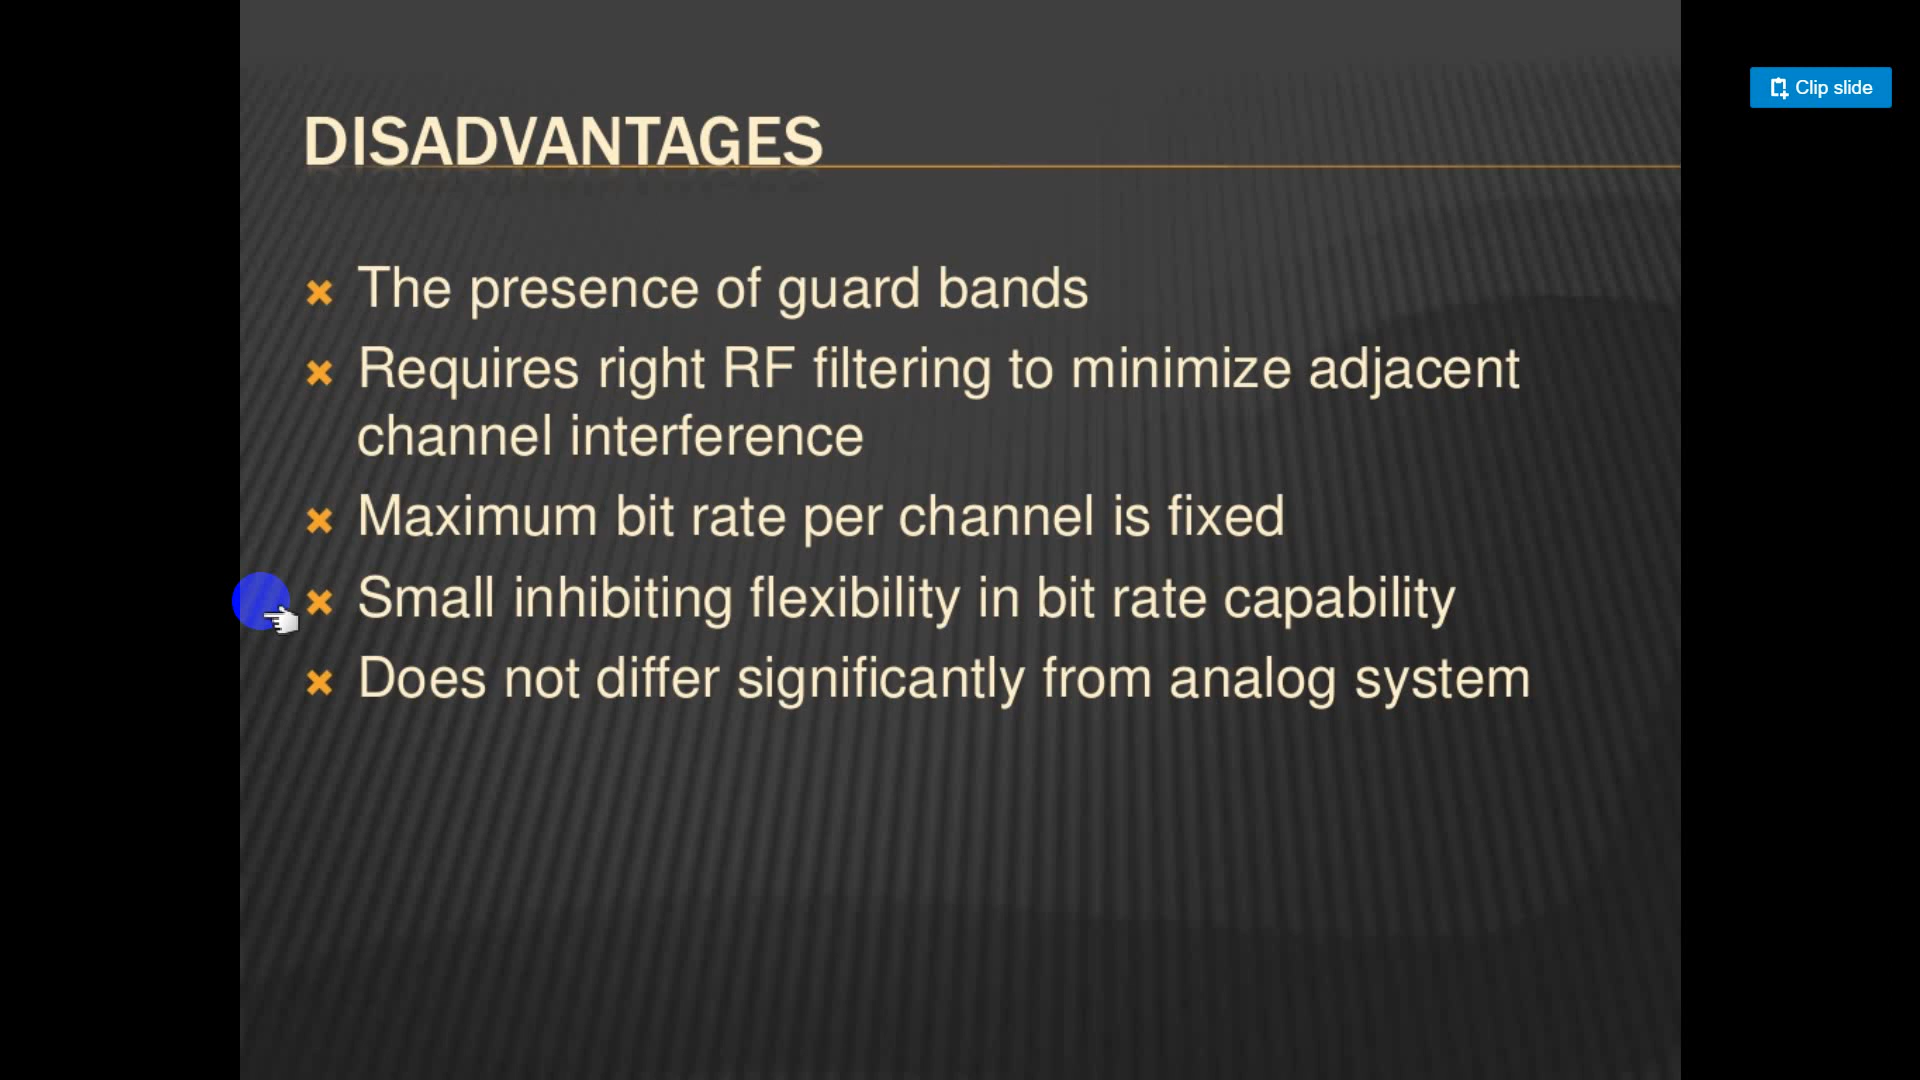 DISADVANTAGES
Clip slide
The presence of guard bands
Requires right RF filtering to minimize adjacent
channel interference
Maximum bit rate per channel is fixed
Small inhibiting flexibility in bit rate capability
Does not differ significantly from analog system